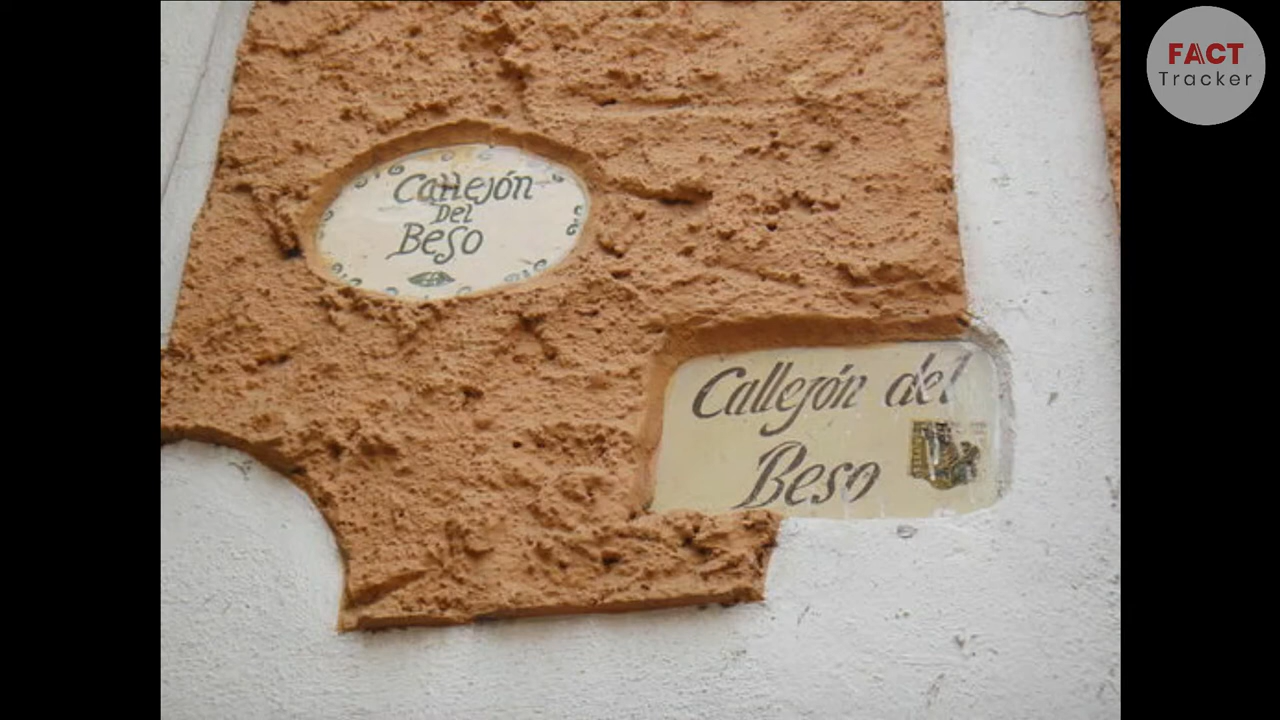 FACT
Tracker
Callejón
Del
Beso
Callejón del
Beso